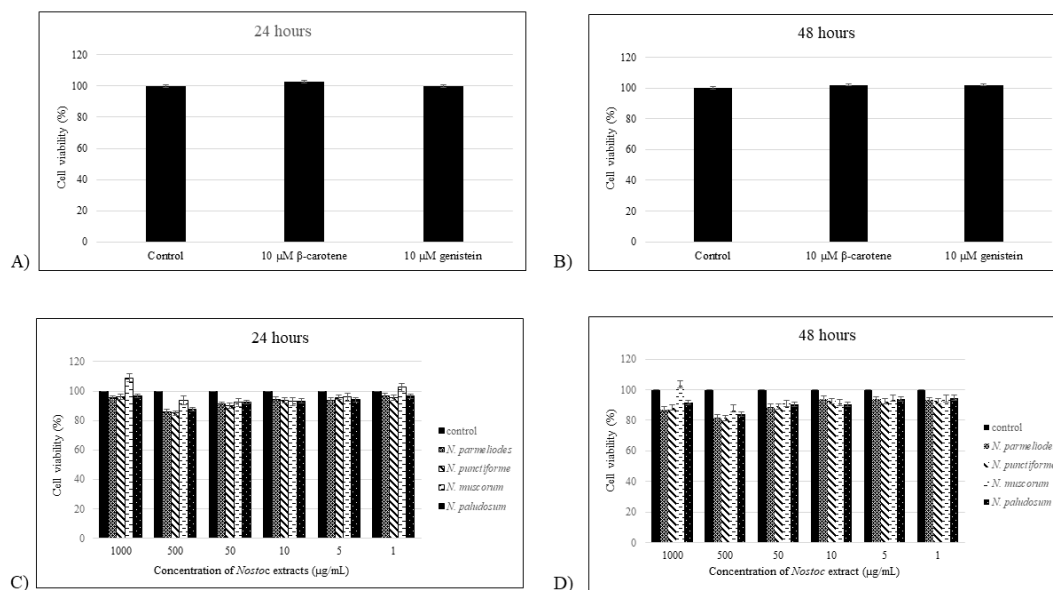 24 hours
Cell viability (%)
120
100
80
60
40
20
0
Control
10 μM β-carotene
10 μM genistein
A)
48 hours
Cell viability (%)
120
100
80
60
40
20
0
Control
10 μM β-carotene
10 μM genistein
B)
24 hours
Cell viability (%)
120
100
80
60
40
20
0
1000
500
50
10
5
1
Concentration of Nostoc extracts (μg/mL)
control
N. parmeliodes
N. punctiforme
N. muscorum
N. paludosum
C)
48 hours
Cell viability (%)
120
100
80
60
40
20
0
1000
500
50
10
5
1
Concentration of Nostoc extract (μg/mL)
control
N. parmeliode
N. punctiforme
N. muscorum
N. paludosum
D)